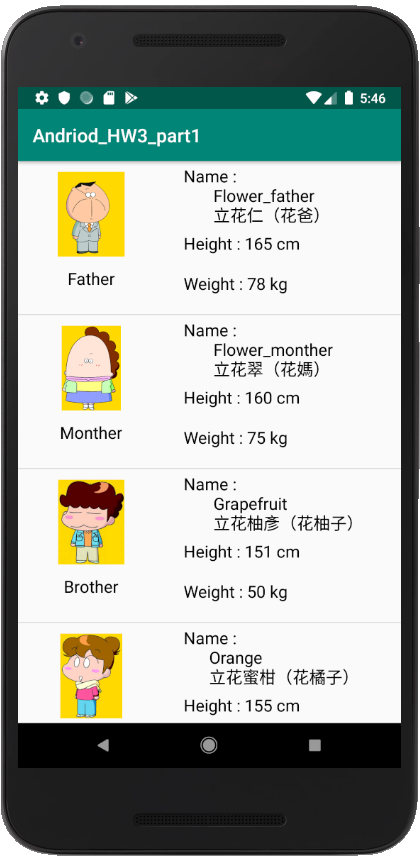 5:46
Andriod_HW3_part1
Name :
Flower_father
立花仁（花爸）
Height : 165 cm
Weight : 78 kg
Father
Name :
Flower_monther
立花翠（花媽）
Height : 160 cm
Weight : 75 kg
Monther
Name :
Grapefruit
立花柚彥（花柚子）
Height : 151 cm
Weight : 50 kg
Brother
Name :
Orange
立花蜜柑（花橘子）
Height : 155 cm